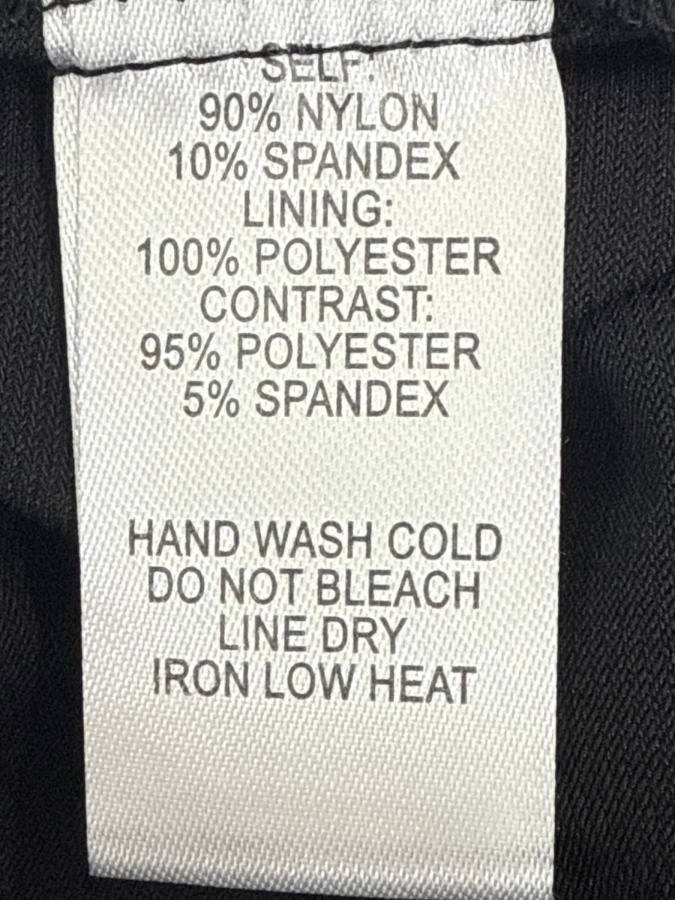 SELF:
90% NYLON
10% SPANDEX
LINING:
100% POLYESTER
CONTRAST:
95% POLYESTER
5% SPANDEX
HAND WASH COLD
DO NOT BLEACH
LINE DRY
IRON LOW HEAT